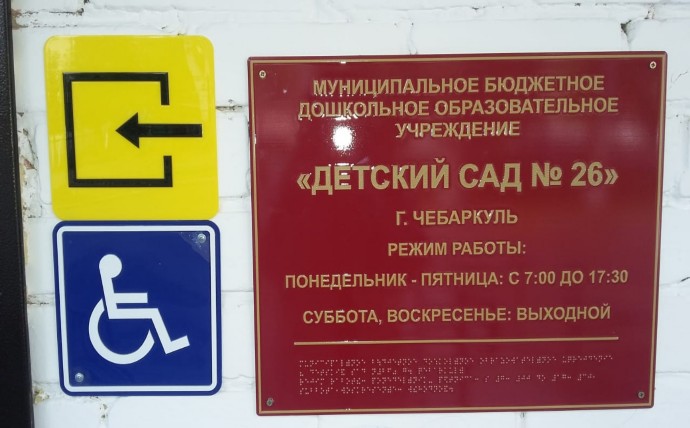 МУНИЦИПАЛЬНОЕ БЮДЖЕТНОЕ
ДОШКОЛЬНОЕ ОБРАЗОВАТЕЛЬНОЕ
УЧРЕЖДЕНИЕ
«ДЕТСКИЙ САД № 26»
Г. ЧЕБАРКУЛЬ
РЕЖИМ РАБОТЫ:
ПОНЕДЕЛЬНИК - ПЯТНИЦА: С 7:00 ДО 17:30
СУББОТА, ВОСКРЕСЕНЬЕ: ВЫХОДНОЙ